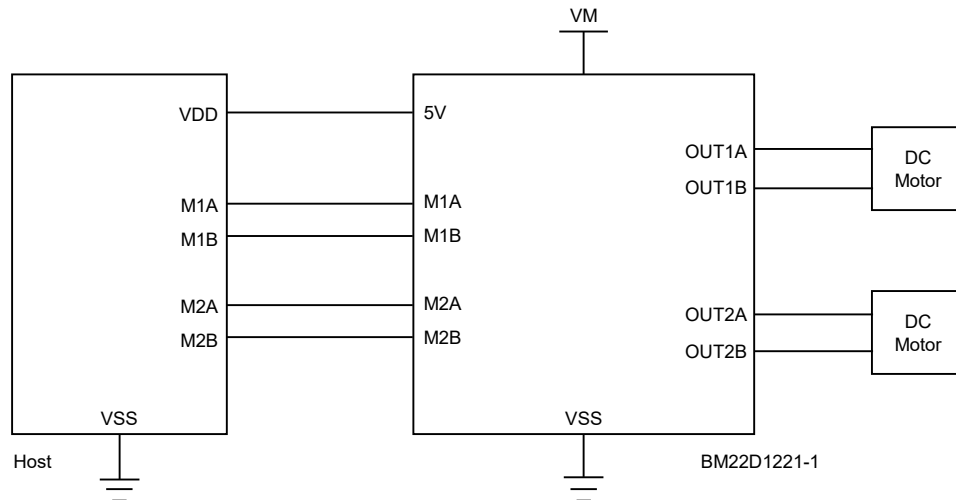 VM
VDD
5V
OUT1A
DC
Motor
OUT1B
M1A
M1A
M1B
M1B
M2A
M2A
OUT2A
DC
Motor
M2B
M2B
OUT2B
VSS
VSS
Host
BM22D1221-1